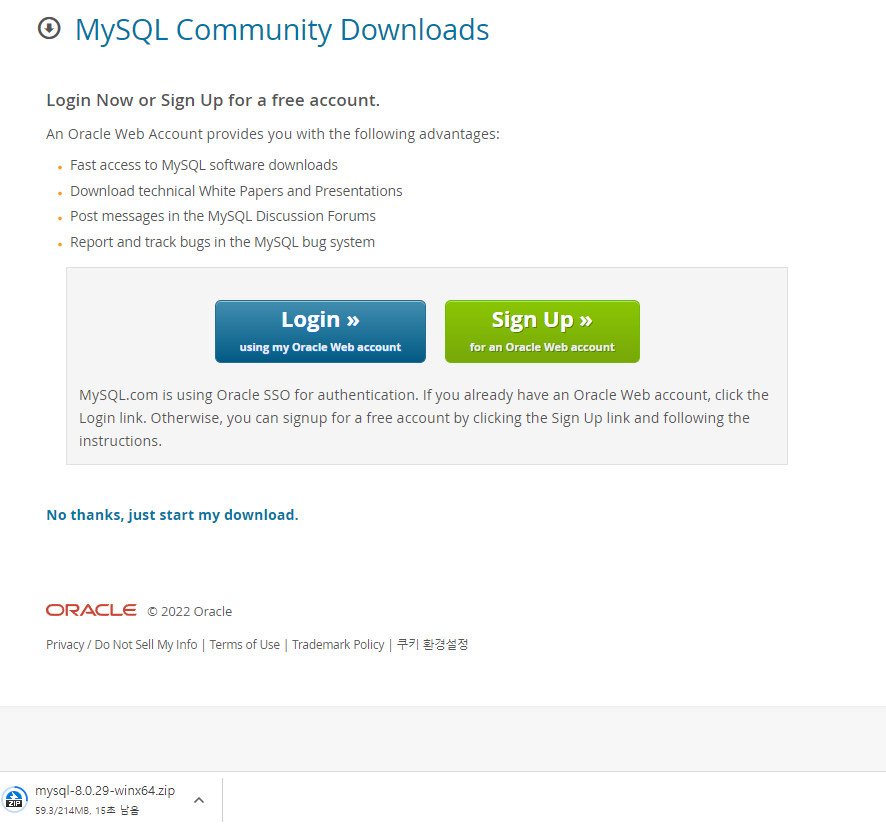 MySQL Community Downloads
Login Now or Sign Up for a free account.
An Oracle Web Account provides you with the following advantages:
Fast access to MySQL software downloads
Download technical White Papers and Presentations
Post messages in the MySQL Discussion Forums
Report and track bugs in the MySQL bug system
Login »
using my Oracle Web account
Sign Up »
for an Oracle Web account
MySQL.com is using Oracle SSO for authentication. If you already have an Oracle Web account, click the
Login link. Otherwise, you can signup for a free account by clicking the Sign Up link and following the
instructions.
No thanks, just start my download.
ORACLE © 2022 Oracle
Privacy / Do Not Sell My Info | Terms of Use | Trademark Policy | 쿠키 환경설정
ZIP
mysql-8.0.29-winx64.zip
59.3/214MB, 15초 남음